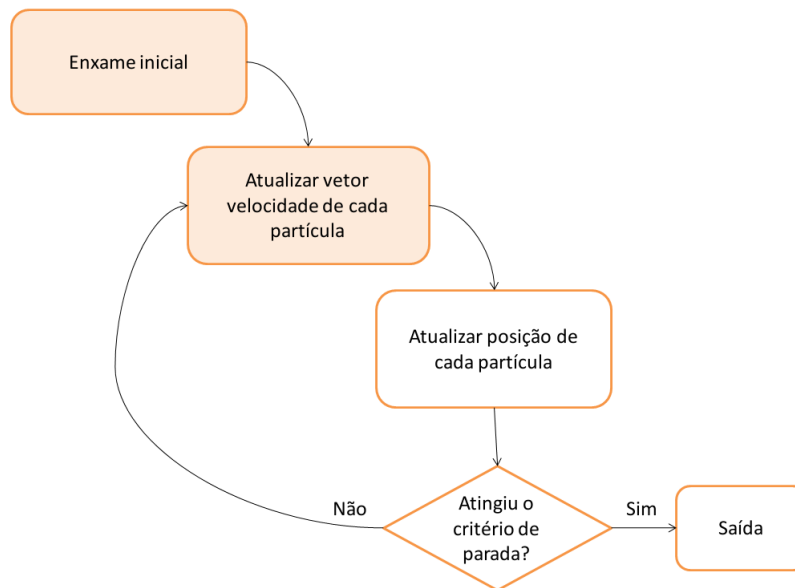 Enxame inicial
Atualizar vetor
velocidade de cada
partícula
Atualizar posição de
cada partícula
Não
Atingiu o
critério de
parada?
Sim
Saída